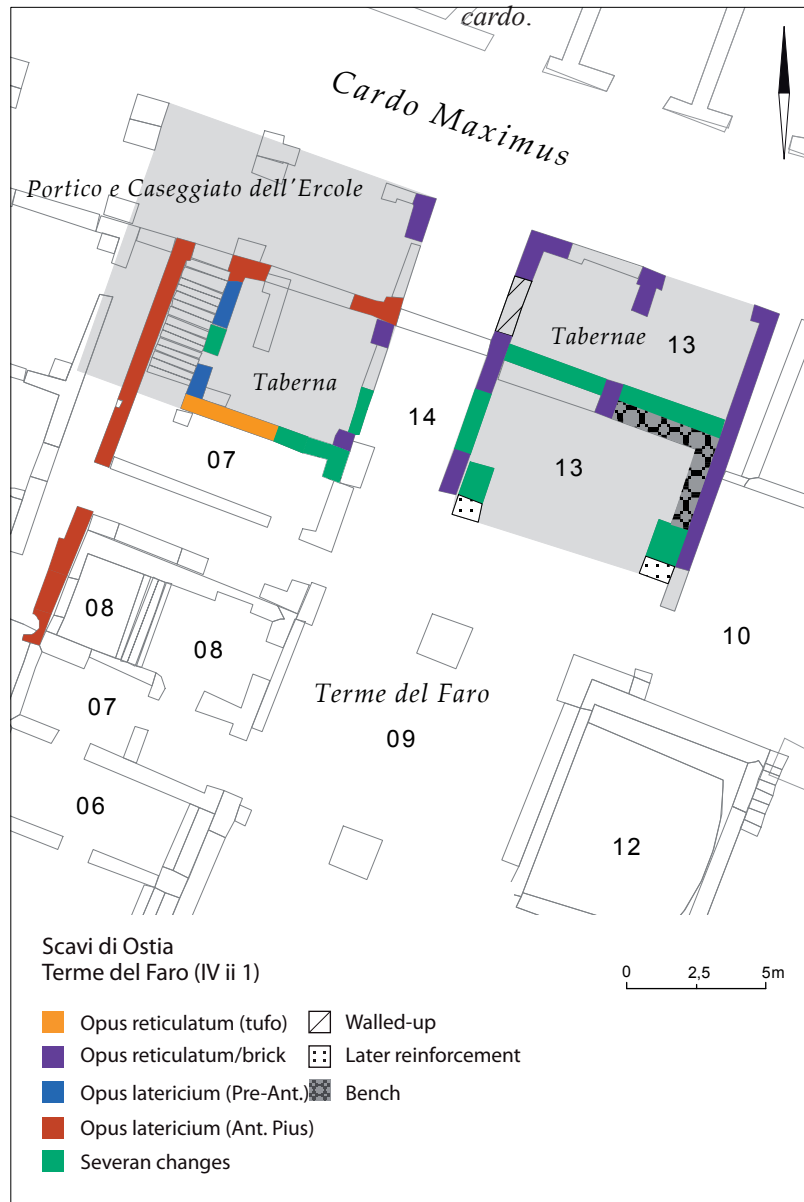 cardo.
Cardo Maximus
Portico e Caseggiato dell'Ercole
Tabernae
13
Taberna
14
07
13
08
08
10
Terme del Faro
07
09
06
12
Scavi di Ostia
Terme del Faro (IV ii 1)
0 2,5 5m
Opus reticulatum (tufo)
Walled-up
Opus reticulatum/brick
Later reinforcement
Opus latericium (Pre-Ant.)
Bench
Opus latericium (Ant. Pius)
Severan changes